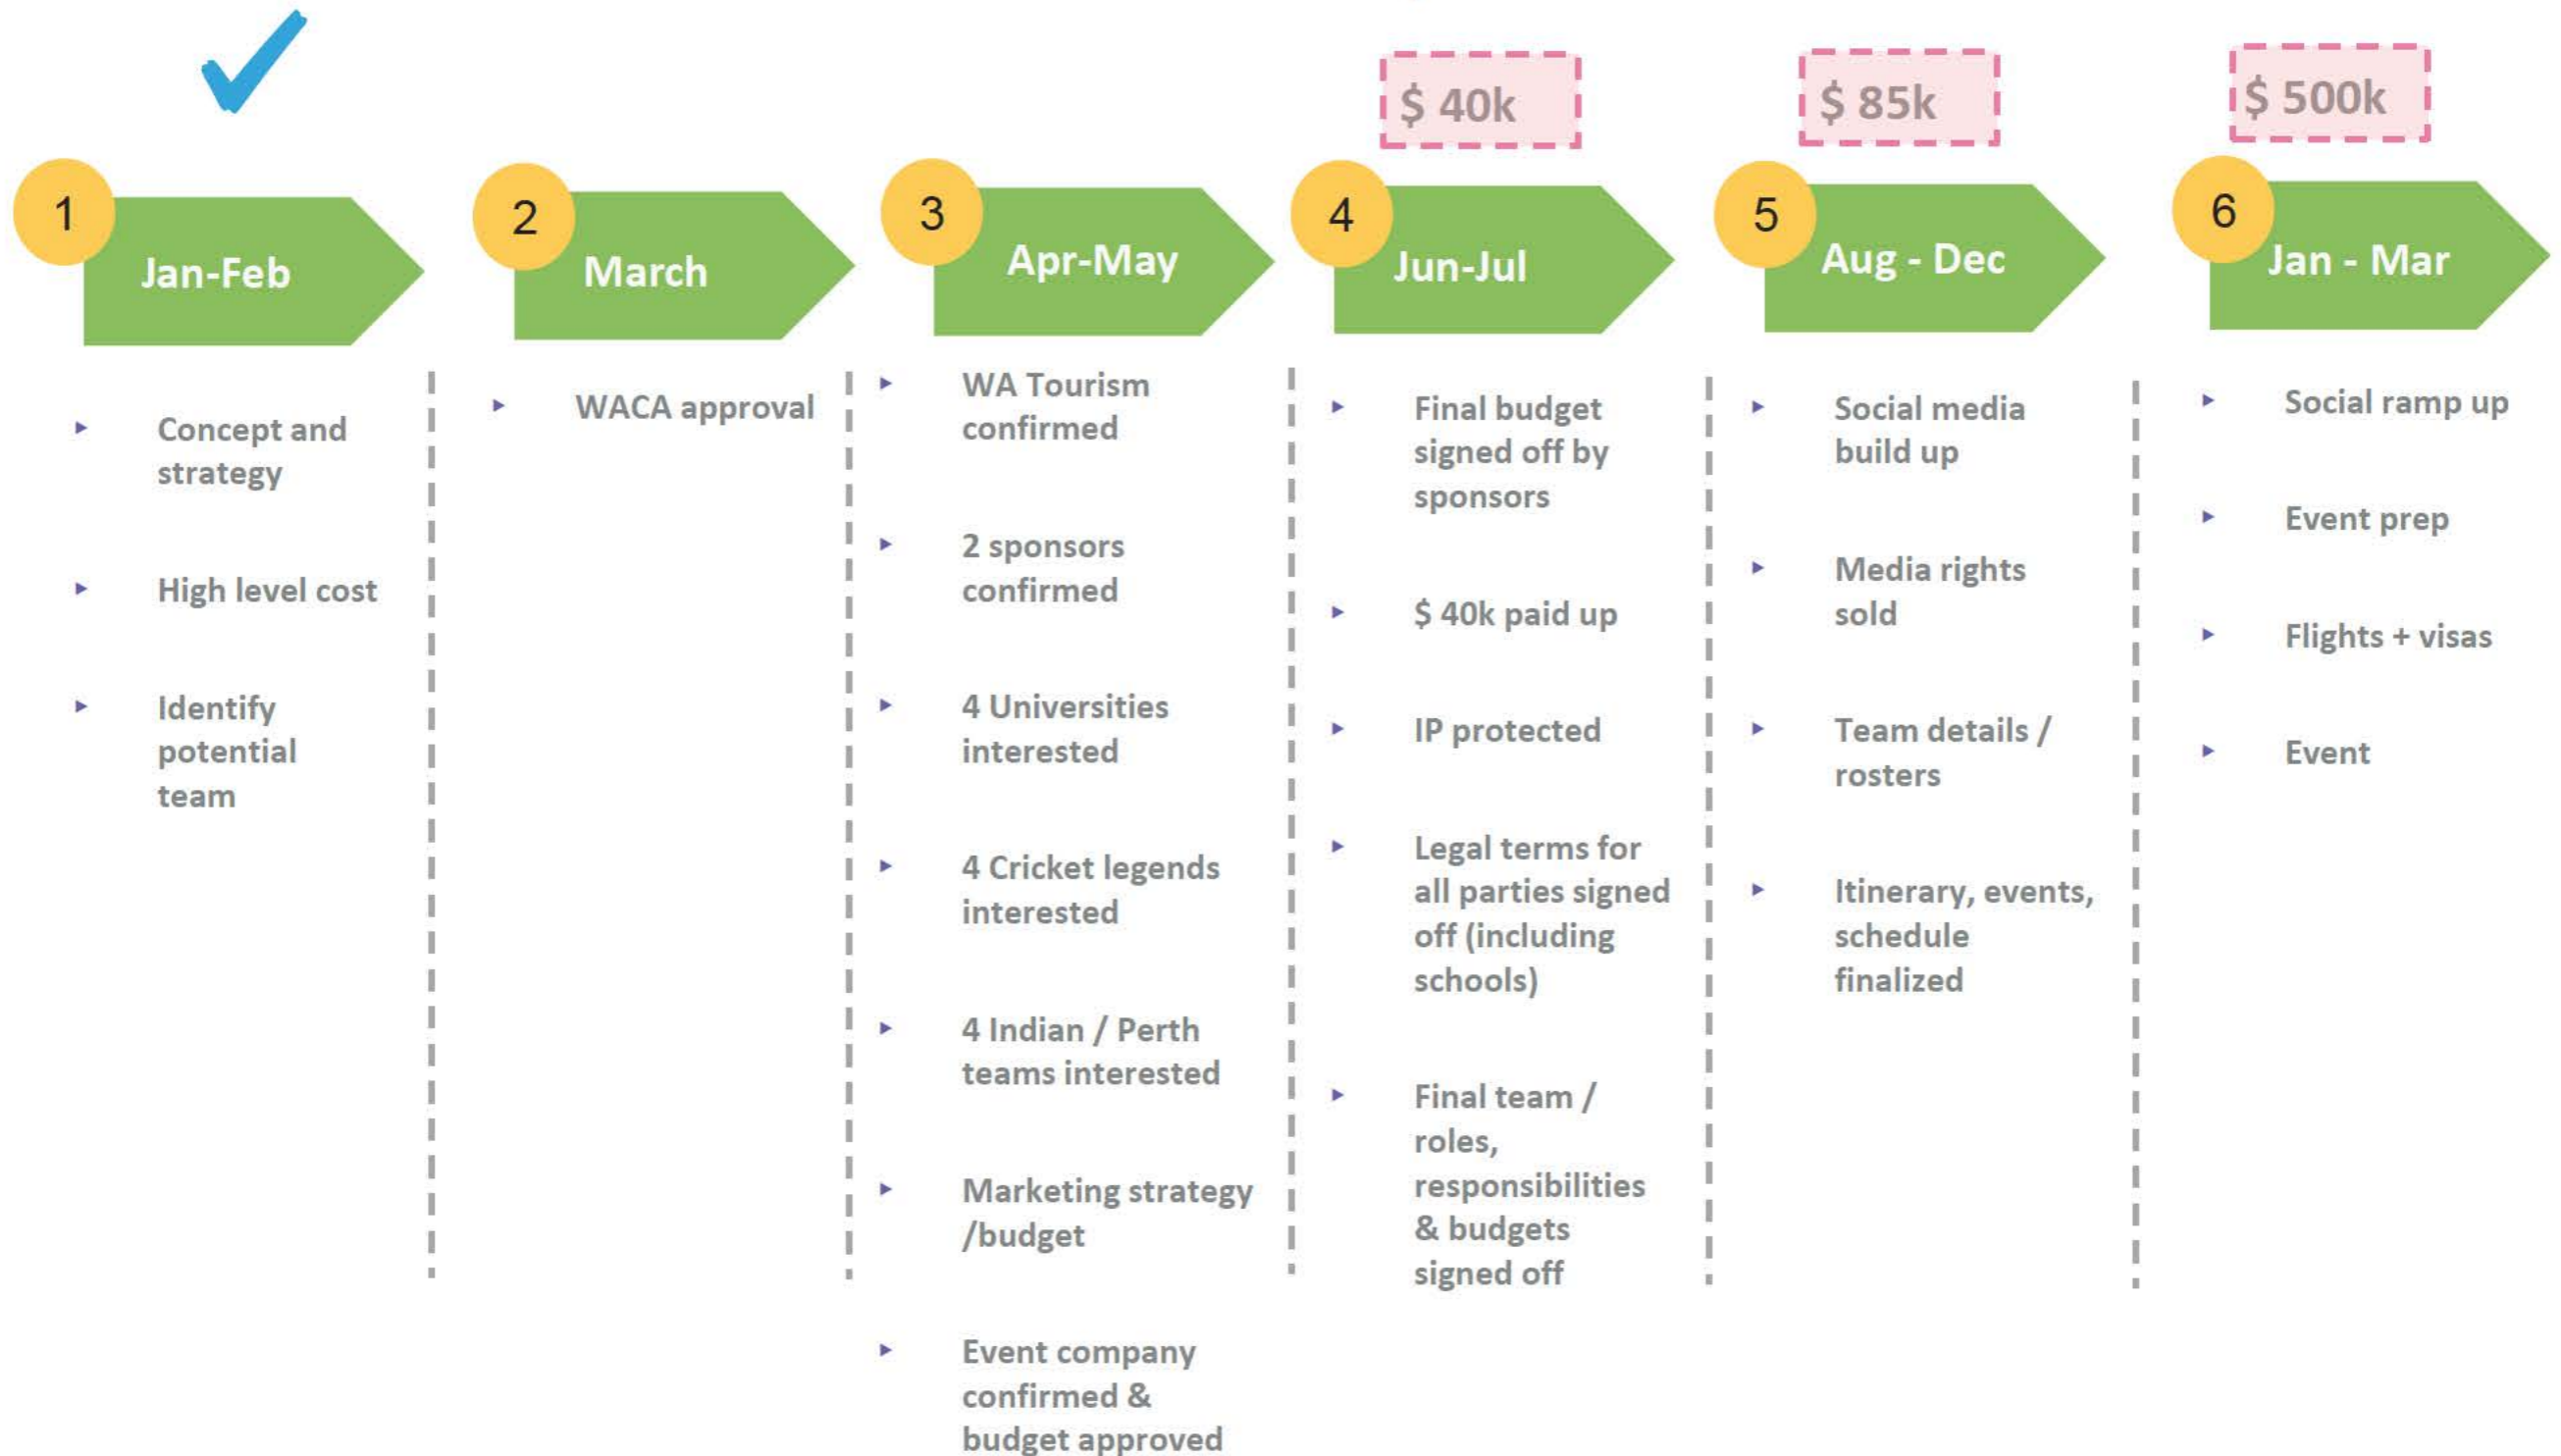 $ 40k
$ 85k
$ 500k
1
Jan-Feb
2
March
3
Apr-May
4
Jun-Jul
5
Aug - Dec
6
Jan - Mar
Concept and
strategy
High level cost
Identify
potential
team
WACA approval
WA Tourism
confirmed
2 sponsors
confirmed
4 Universities
interested
4 Cricket legends
interested
4 Indian / Perth
teams interested
Marketing strategy
/budget
Event company
confirmed &
budget approved
Final budget
signed off by
sponsors
$ 40k paid up
IP protected
Legal terms for
all parties signed
off (including
schools)
Final team /
roles,
responsibilities
& budgets
signed off
Social media
build up
Media rights
sold
Team details /
rosters
Itinerary, events,
schedule
finalized
Social ramp up
Event prep
Flights + visas
Event